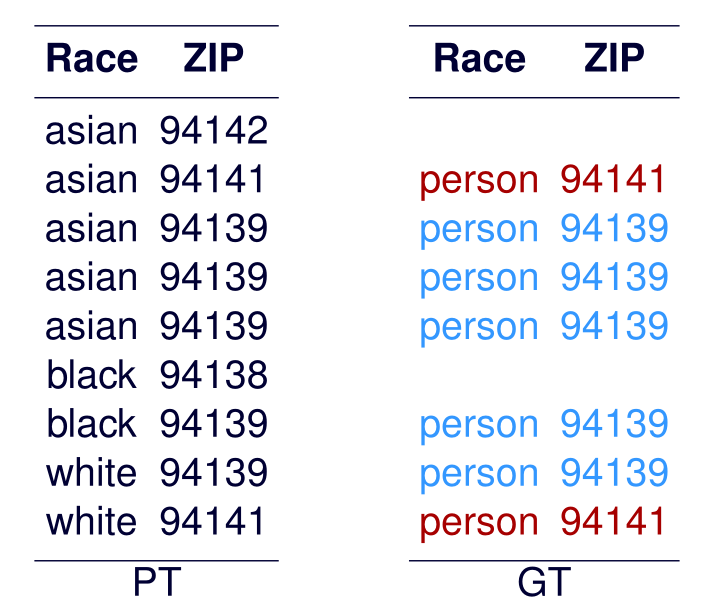 Race ZIP Race ZIP
asian 94142
asian 94141 person 94141
asian 94139 person 94139
asian 94139 person 94139
asian 94139 person 94139
black 94138
black 94139 person 94139
white 94139 person 94139
white 94141 person 94141
PT GT